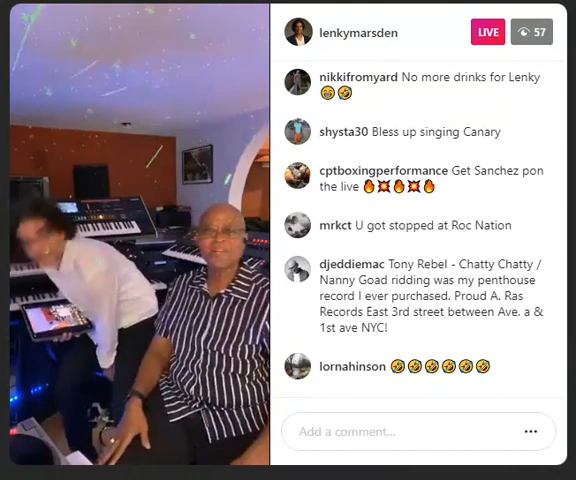 lenkymarsden
LIVE
57
nikkifromyard No more drinks for Lenky
😁🤣
shysta30 Bless up singing Canary
cptboxingperformance Get Sanchez pon
the live 🔥💥🔥💥🔥
mrkct U got stopped at Roc Nation
djeddiemac Tony Rebel - Chatty Chatty /
Nanny Goad ridding was my penthouse
record I ever purchased. Proud A. Ras
Records East 3rd street between Ave. a &
1st ave NYC!
lornahinson 🤣🤣🤣🤣🤣🤣
Add a comment...